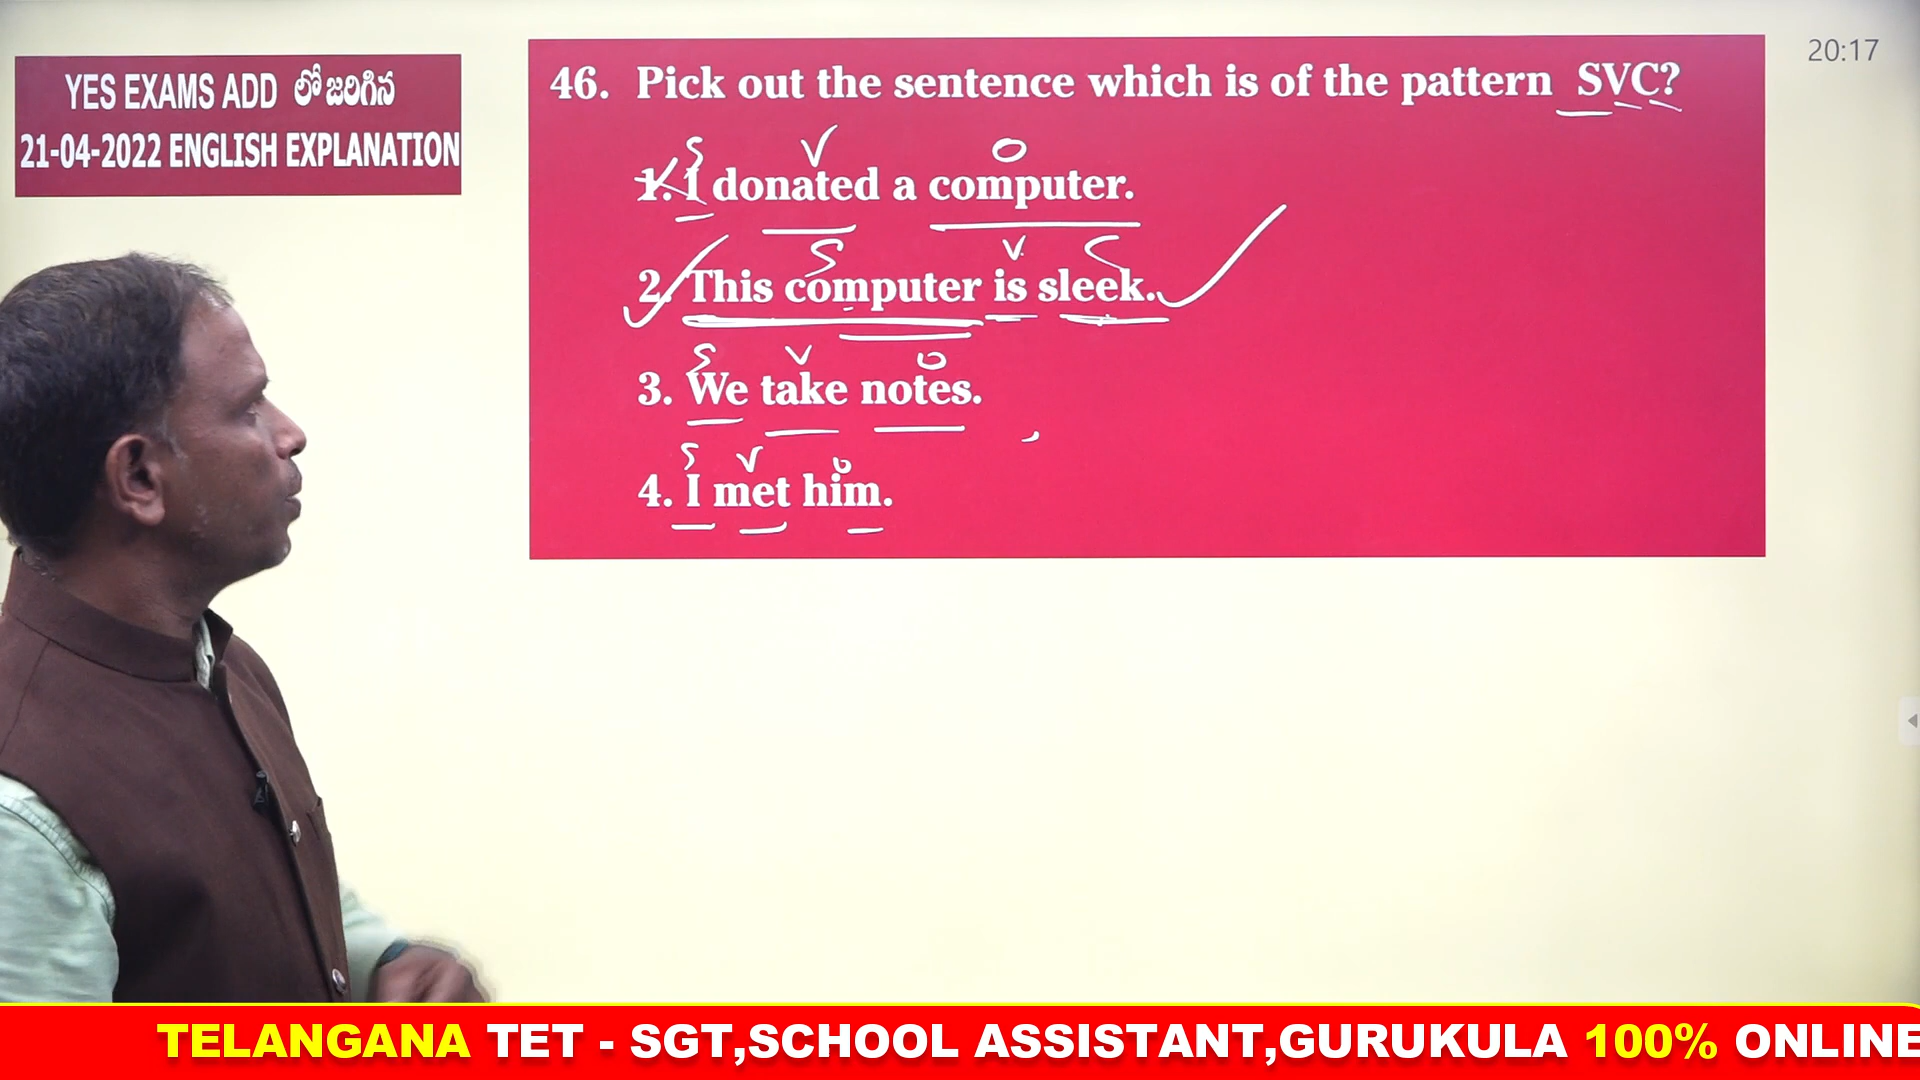 YES EXAMS ADD లో జరిగిన
21-04-2022 ENGLISH EXPLANATION
20:17
46. Pick out the sentence which is of the pattern SVC?
S V O
1. I donated a computer.
S V C
2. This computer is sleek.
S V O
3. We take notes.
S V O
4. I met him.
TELANGANA TET - SGT,SCHOOL ASSISTANT,GURUKULA 100% ONLINE